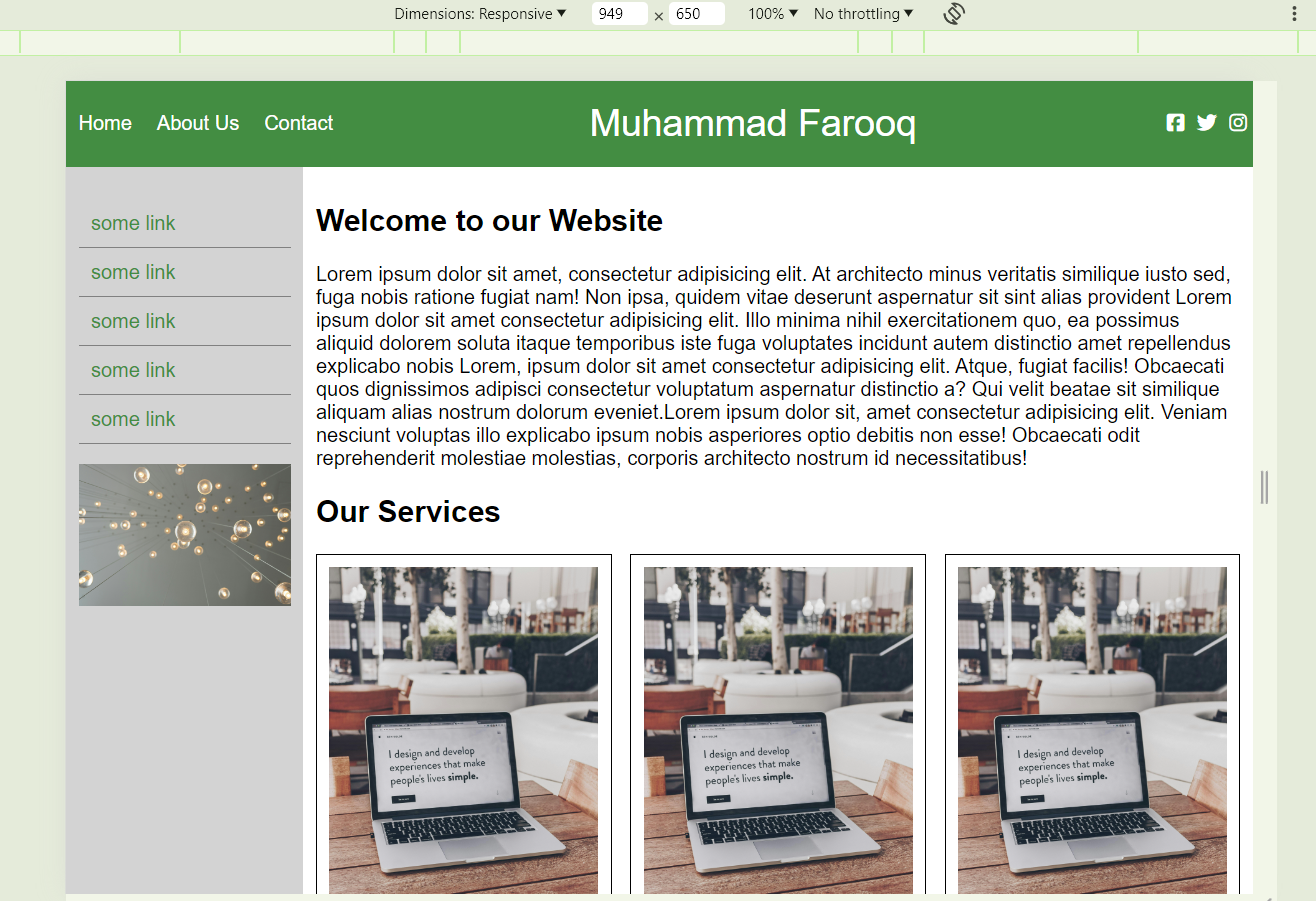 Dimensions: Responsive ▼ 949 × 650 100% ▼ No throttling ▼
Home About Us Contact Muhammad Farooq
some link
some link
some link
some link
some link
Welcome to our Website
Lorem ipsum dolor sit amet, consectetur adipisicing elit. At architecto minus veritatis similique iusto sed,
fuga nobis ratione fugiat nam! Non ipsa, quidem vitae deserunt aspernatur sit sint alias provident Lorem
ipsum dolor sit amet consectetur adipisicing elit. Illo minima nihil exercitationem quo, ea possimus
aliquid dolorem soluta itaque temporibus iste fuga voluptates incidunt autem distinctio amet repellendus
explicabo nobis Lorem, ipsum dolor sit amet consectetur adipisicing elit. Atque, fugiat facilis! Obcaecati
quos dignissimos adipisci consectetur voluptatum aspernatur distinctio a? Qui velit beatae sit similique
aliquam alias nostrum dolorum eveniet.Lorem ipsum dolor sit, amet consectetur adipisicing elit. Veniam
nesciunt voluptas illo explicabo ipsum nobis asperiores optio debitis non esse! Obcaecati odit
reprehenderit molestiae molestias, corporis architecto nostrum id necessitatibus!
Our Services
I design and develop
experiences that make
people's lives simple.
I design and develop
experiences that make
people's lives simple.
I design and develop
experiences that make
people's lives simple.